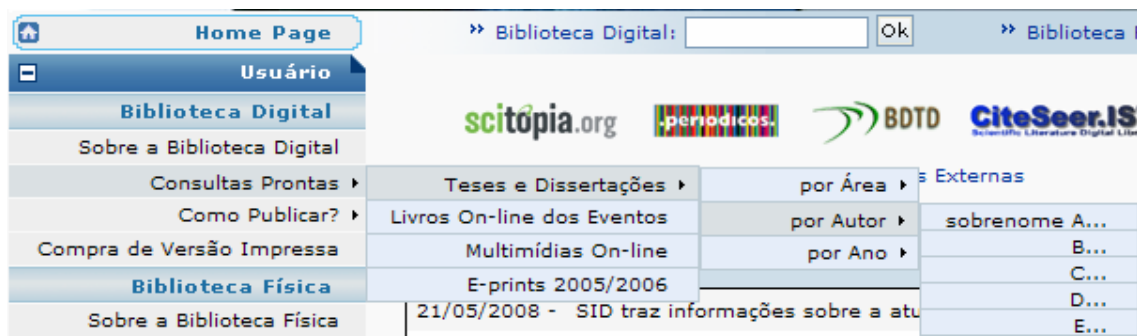 Home Page
Biblioteca Digital: Ok Biblioteca
Usuário
Biblioteca Digital
scitopia.org .periodicos. BDTD CiteSeer.IS
Scientific Literature Digital Libr
Sobre a Biblioteca Digital
Consultas Prontas
Teses e Dissertações
por Área
s Externas
Como Publicar?
Livros On-line dos Eventos
por Autor
sobrenome A...
Compra de Versão Impressa
Multimídias On-line
por Ano
B...
C...
Biblioteca Física
E-prints 2005/2006
D...
Sobre a Biblioteca Física
21/05/2008 - SID traz informações sobre a atu
E...